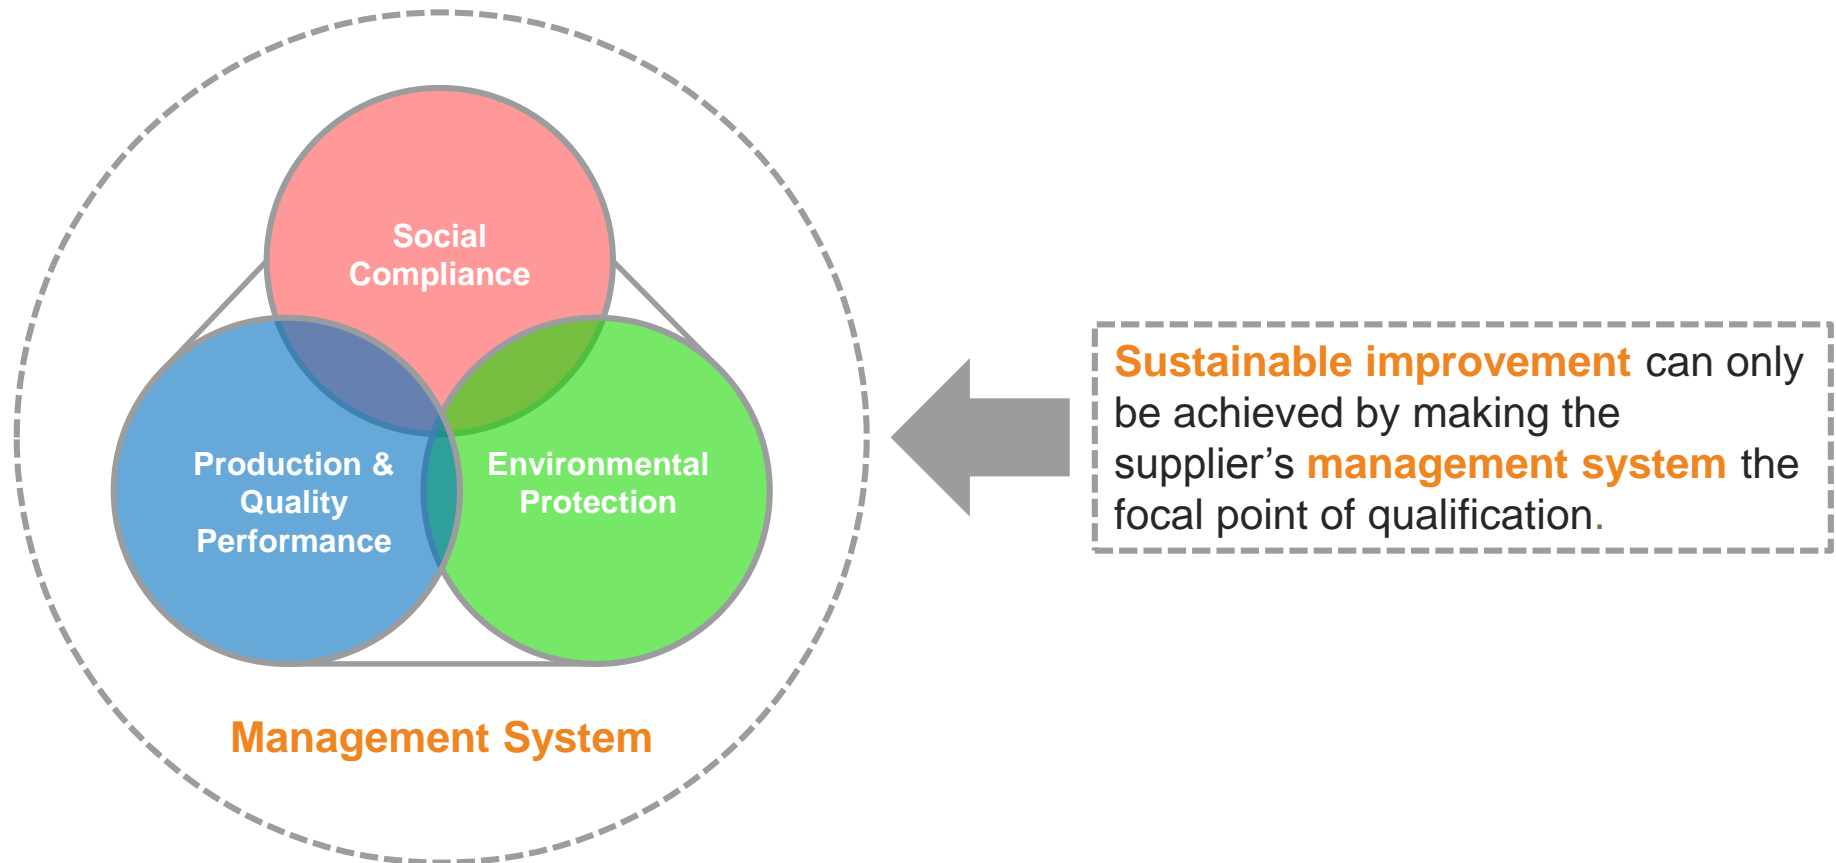 Social
Compliance
Production &
Quality
Performance
Environmental
Protection
Management System
Sustainable improvement can only
be achieved by making the
supplier’s management system the
focal point of qualification.